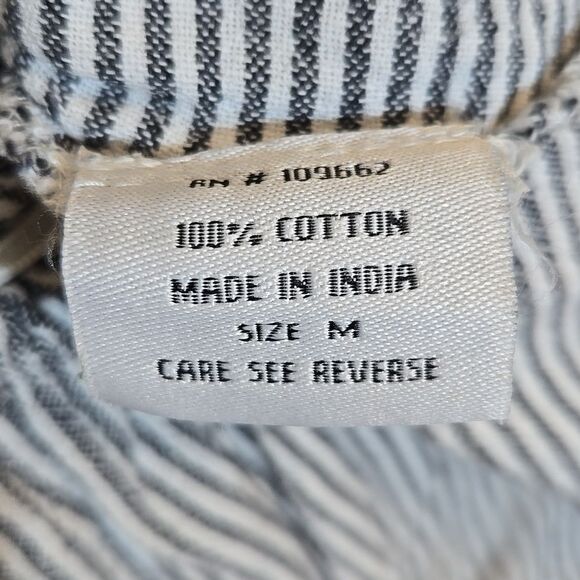 RN # 109662
100% COTTON
MADE IN INDIA
SIZE M
CARE SEE REVERSE